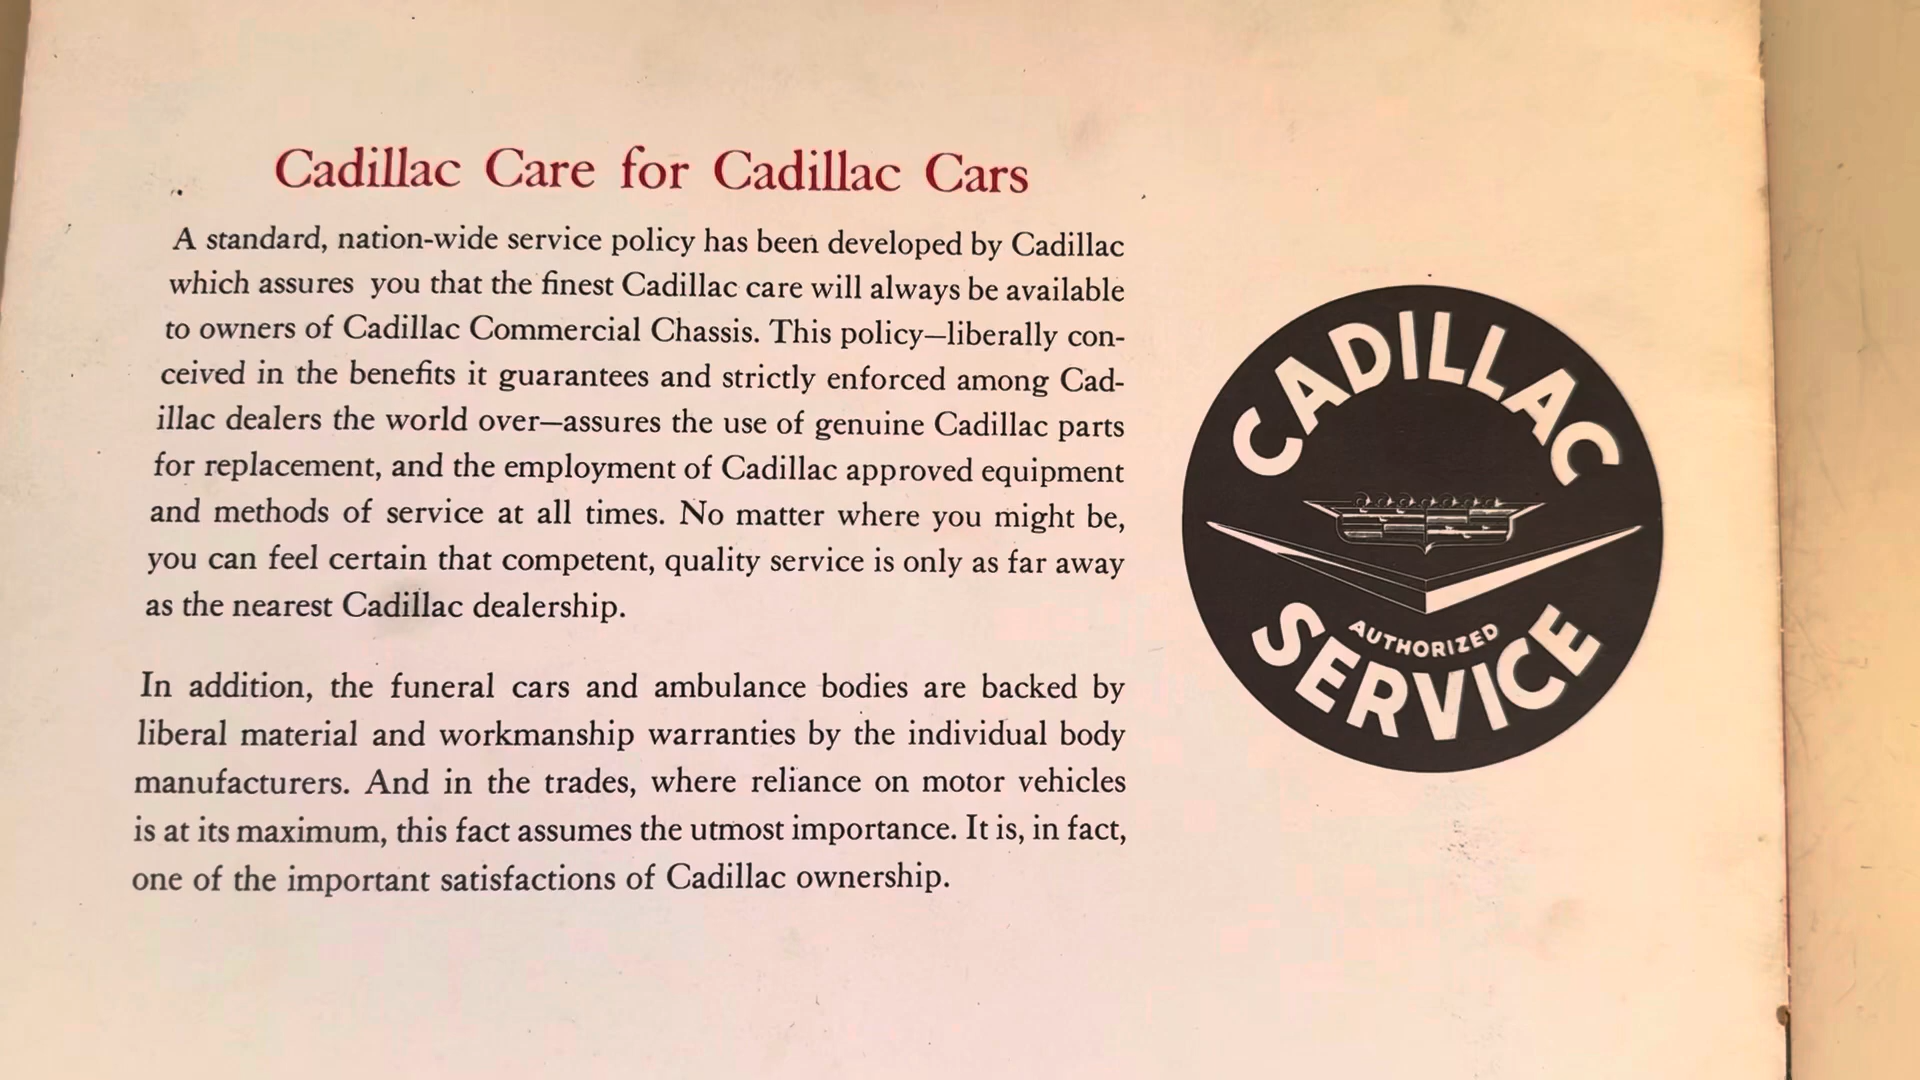 Cadillac Care for Cadillac Cars
A standard, nation-wide service policy has been developed by Cadillac
which assures you that the finest Cadillac care will always be available
to owners of Cadillac Commercial Chassis. This policy—liberally con-
ceived in the benefits it guarantees and strictly enforced among Cad-
illac dealers the world over—assures the use of genuine Cadillac parts
for replacement, and the employment of Cadillac approved equipment
and methods of service at all times. No matter where you might be,
you can feel certain that competent, quality service is only as far away
as the nearest Cadillac dealership.
In addition, the funeral cars and ambulance bodies are backed by
liberal material and workmanship warranties by the individual body
manufacturers. And in the trades, where reliance on motor vehicles
is at its maximum, this fact assumes the utmost importance. It is, in fact,
one of the important satisfactions of Cadillac ownership.
CADILLAC
AUTHORIZED
SERVICE